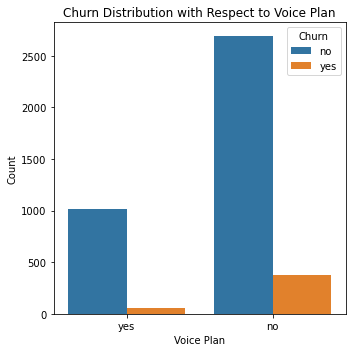 Churn Distribution with Respect to Voice Plan
Churn
no
yes
2500
2000
1500
1000
500
0
Count
yes no
Voice Plan